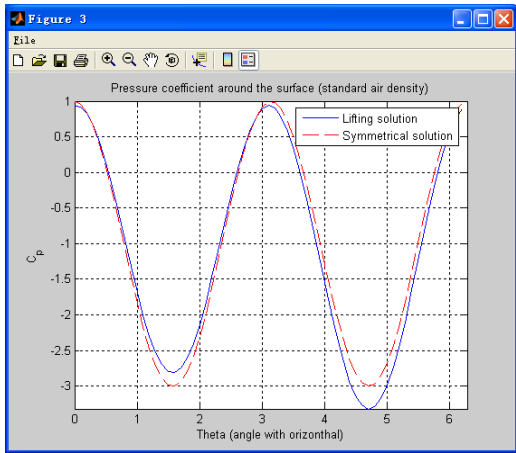 Figure 3
File
Pressure coefficient around the surface (standard air density)
Lifting solution
Symmetrical solution
1
0.5
0
-0.5
-1
-1.5
-2
-2.5
-3
Cp
0 1 2 3 4 5 6
Theta (angle with orizonthal)